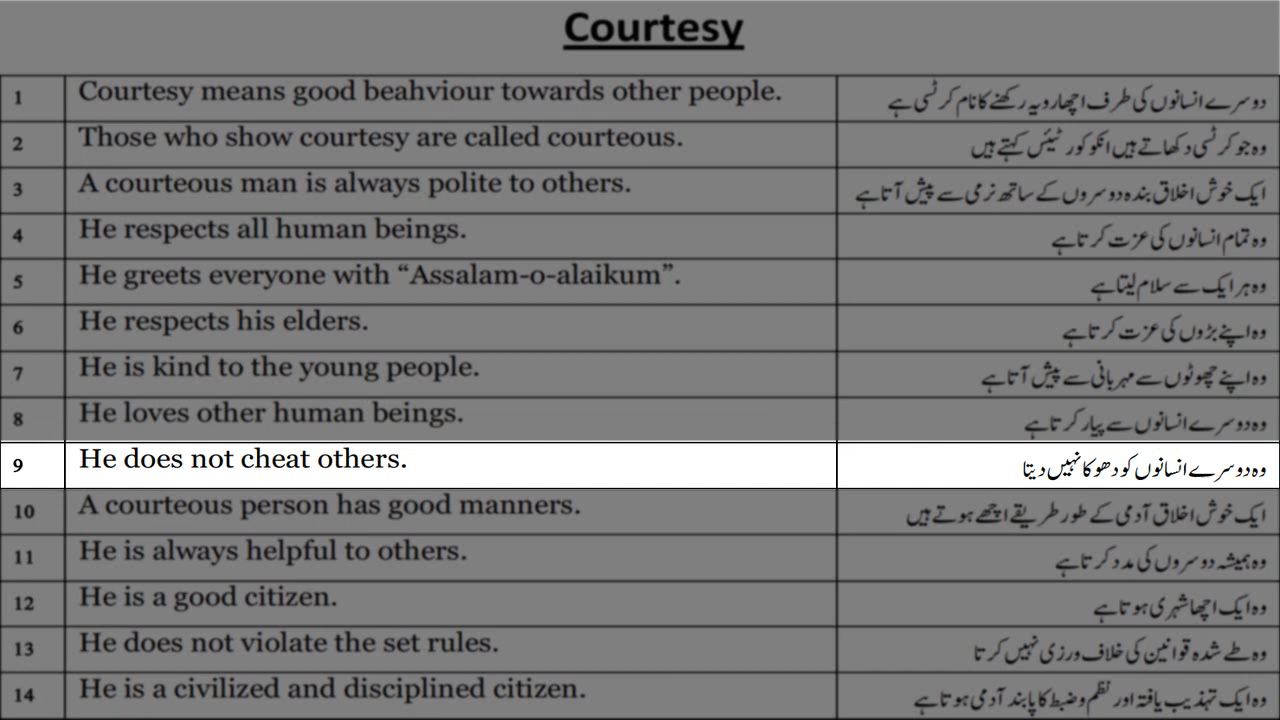 Courtesy
1 Courtesy means good beahviour towards other people. دوسرے انسانوں کی طرف اچھا رویہ رکھنے کا نام کرٹسی ہے
2 Those who show courtesy are called courteous. وہ جو کرٹسی دکھاتے ہیں انکو کورٹیئس کہتے ہیں
3 A courteous man is always polite to others. ایک خوش اخلاق بندہ دوسروں کے ساتھ نرمی سے پیش آتا ہے
4 He respects all human beings. وہ تمام انسانوں کی عزت کرتا ہے
5 He greets everyone with “Assalam-o-alaikum”. وہ ہر ایک سے سلام لیتا ہے
6 He respects his elders. وہ اپنے بڑوں کی عزت کرتا ہے
7 He is kind to the young people. وہ اپنے چھوٹوں سے مہربانی سے پیش آتا ہے
8 He loves other human beings. وہ دوسرے انسانوں سے پیار کرتا ہے
9 He does not cheat others. وہ دوسرے انسانوں کو دھوکا نہیں دیتا
10 A courteous person has good manners. ایک خوش اخلاق آدمی کے طور طریقے اچھے ہوتے ہیں
11 He is always helpful to others. وہ ہمیشہ دوسروں کی مدد کرتا ہے
12 He is a good citizen. وہ ایک اچھا شہری ہوتا ہے
13 He does not violate the set rules. وہ طے شدہ قوانین کی خلاف ورزی نہیں کرتا
14 He is a civilized and disciplined citizen. وہ ایک تہذیب یافتہ اور نظم و ضبط کا پابند آدمی ہوتا ہے